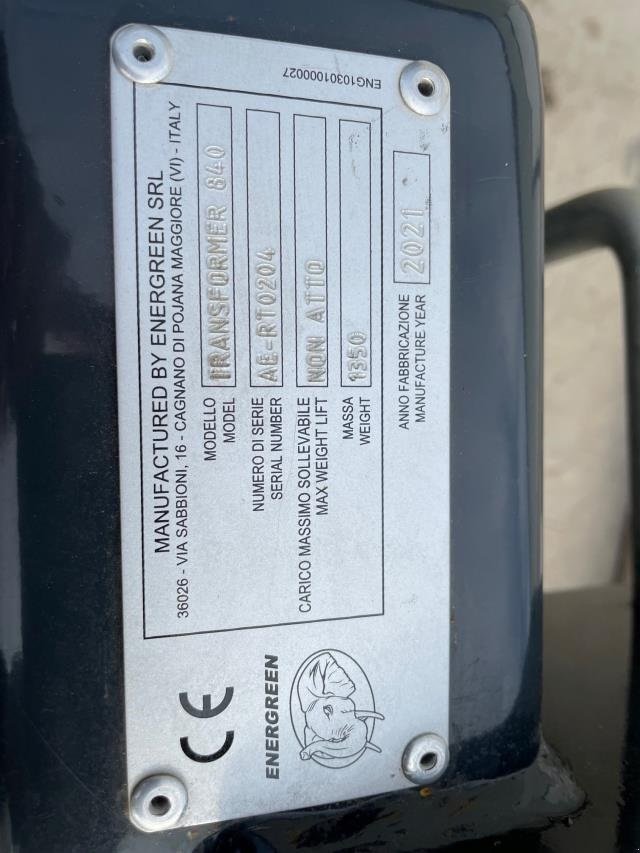 ENG10301000027
MANUFACTURED BY ENERGREEN SRL
36026 - VIA SABBIONI, 16 - CAGNANO DI POJANA MAGGIORE (VI) - ITALY
MODELLO
MODEL
TRANSFORMER 840
NUMERO DI SERIE
SERIAL NUMBER
AE-RT0204
CARICO MASSIMO SOLLEVABILE
MAX WEIGHT LIFT
NON ATTO
MASSA
WEIGHT
1350
ANNO FABBRICAZIONE
MANUFACTURE YEAR
2021
CE
ENERGREEN